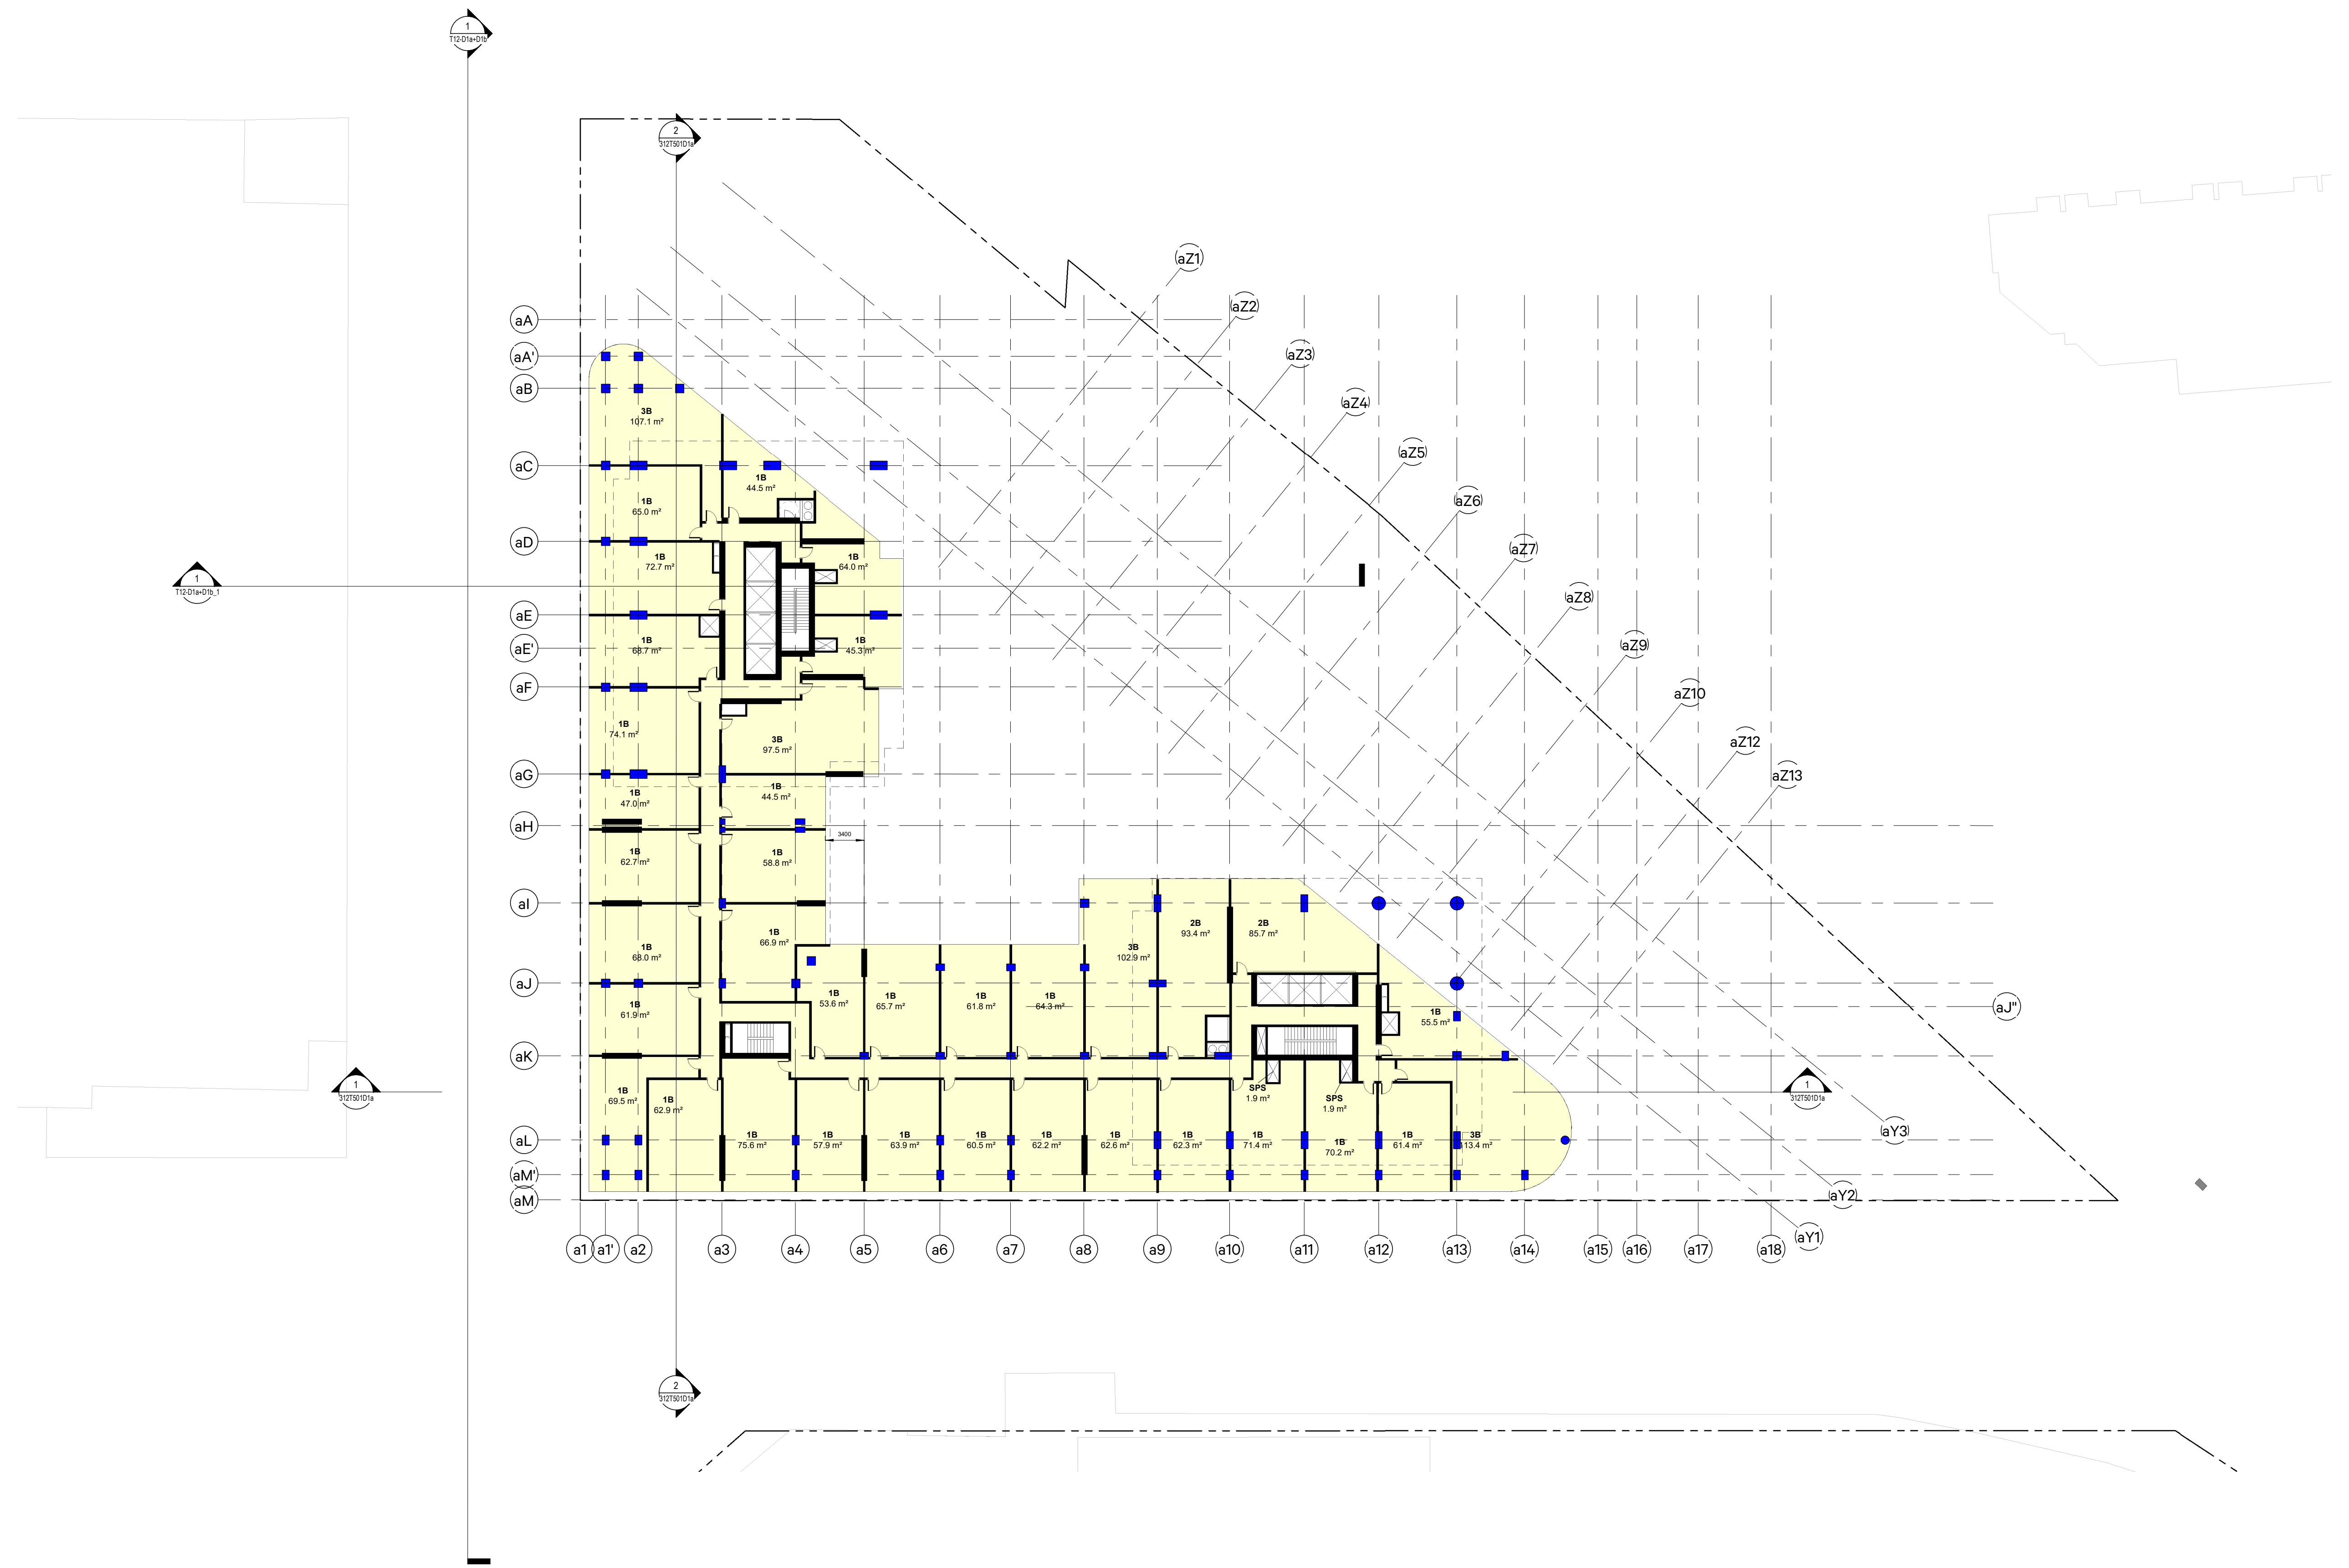 1
T12-D1a+D1b
2
312T501D1a
aZ1
aZ2
aA
aZ3
aA'
aB
aZ4
3B
107.1 m²
aZ5
aC
1B
44.5 m²
aZ6
1B
65.0 m²
aD
aZ7
1B
72.7 m²
1B
64.0 m²
1
T12-D1a+D1b_1
aZ8
aE
1B
68.7 m²
1B
45.3 m²
aE'
aZ9
aF
aZ10
1B
74.1 m²
3B
97.5 m²
aZ12
aG
aZ13
1B
47.0 m²
1B
44.5 m²
aH
3400
1B
62.7 m²
1B
58.8 m²
aI
2B
93.4 m²
2B
85.7 m²
1B
66.9 m²
1B
68.0 m²
3B
102.9 m²
aJ
1B
53.6 m²
1B
65.7 m²
1B
61.8 m²
1B
64.3 m²
1B
61.9 m²
1B
55.5 m²
aJ"
aK
1
312T501D1a
1B
69.5 m²
1B
62.9 m²
SPS
1.9 m²
SPS
1.9 m²
1
312T501D1a
aL
1B
75.6 m²
1B
57.9 m²
1B
63.9 m²
1B
60.5 m²
1B
62.2 m²
1B
62.6 m²
1B
62.3 m²
1B
71.4 m²
1B
70.2 m²
1B
61.4 m²
3B
113.4 m²
aY3
aM'
aM
aY2
aY1
a1
a1'
a2
a3
a4
a5
a6
a7
a8
a9
a10
a11
a12
a13
a14
a15
a16
a17
a18
2
312T501D1a